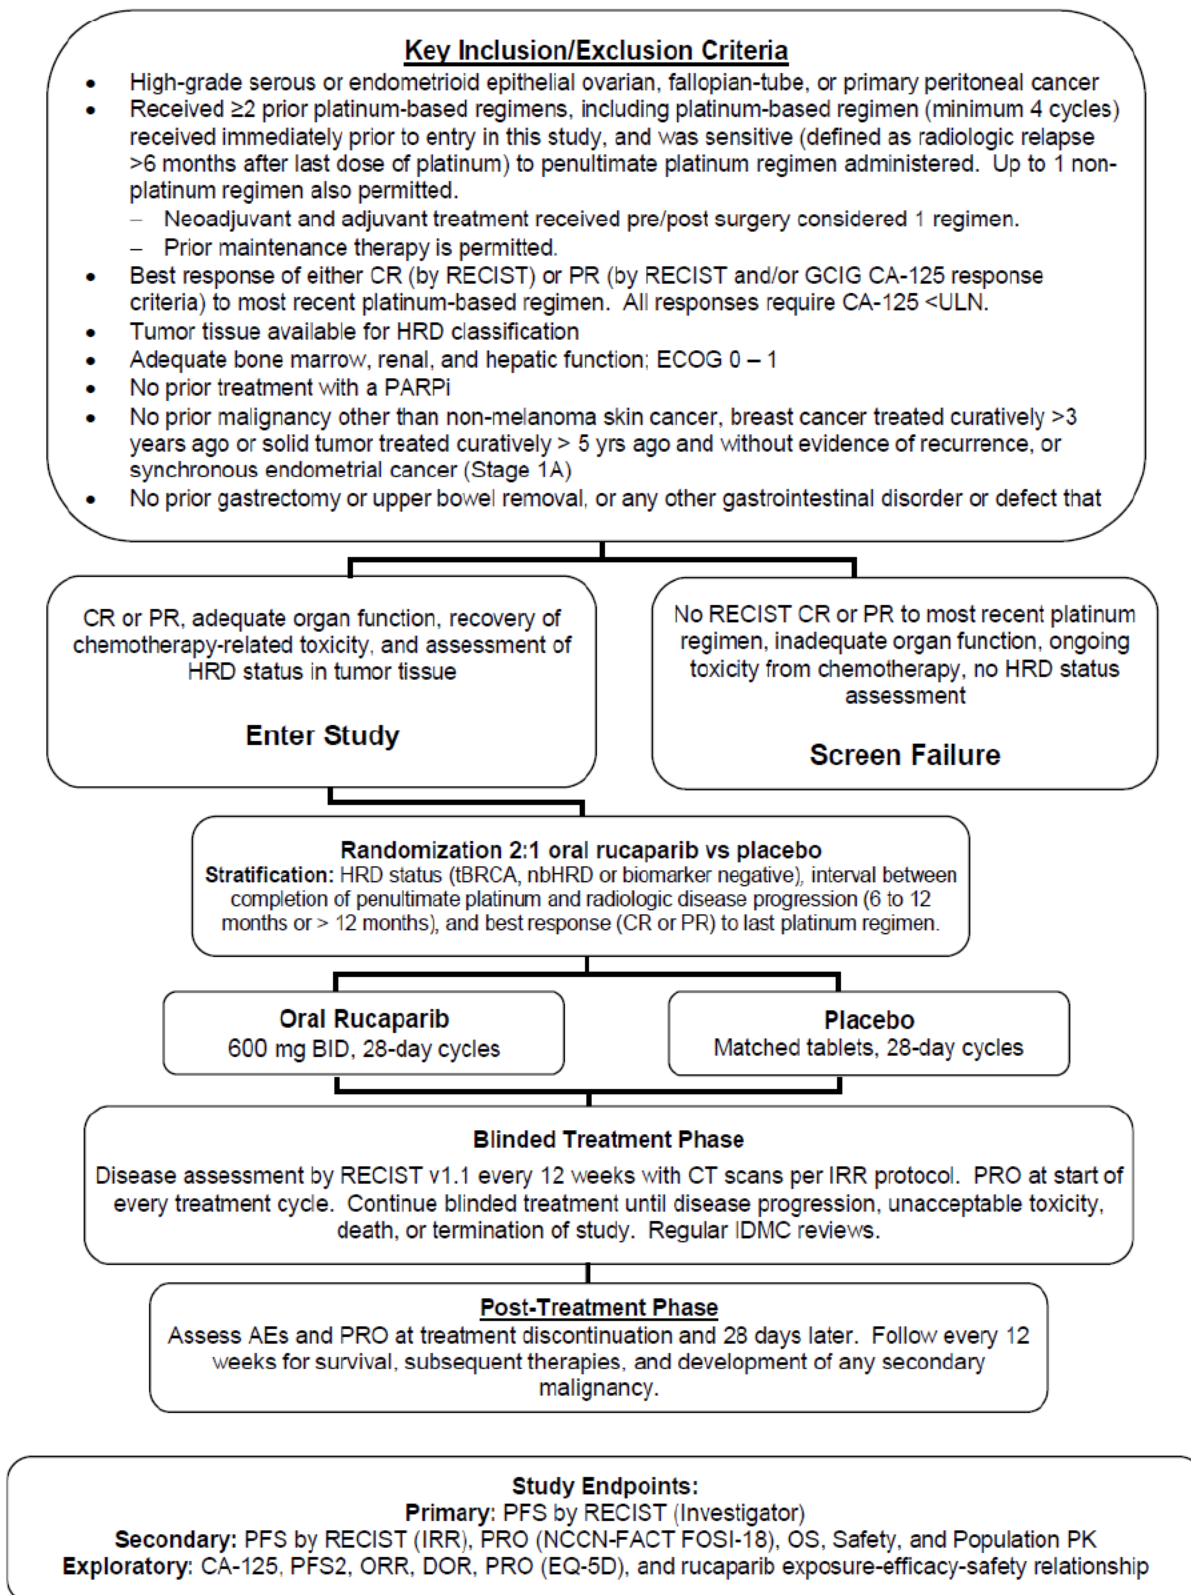 Key Inclusion/Exclusion Criteria
• High-grade serous or endometrioid epithelial ovarian, fallopian-tube, or primary peritoneal cancer
• Received ≥2 prior platinum-based regimens, including platinum-based regimen (minimum 4 cycles)
received immediately prior to entry in this study, and was sensitive (defined as radiologic relapse
>6 months after last dose of platinum) to penultimate platinum regimen administered. Up to 1 non-
platinum regimen also permitted.
– Neoadjuvant and adjuvant treatment received pre/post surgery considered 1 regimen.
– Prior maintenance therapy is permitted.
• Best response of either CR (by RECIST) or PR (by RECIST and/or GCIG CA-125 response
criteria) to most recent platinum-based regimen. All responses require CA-125 <ULN.
• Tumor tissue available for HRD classification
• Adequate bone marrow, renal, and hepatic function; ECOG 0 – 1
• No prior treatment with a PARPi
• No prior malignancy other than non-melanoma skin cancer, breast cancer treated curatively >3
years ago or solid tumor treated curatively > 5 yrs ago and without evidence of recurrence, or
synchronous endometrial cancer (Stage 1A)
• No prior gastrectomy or upper bowel removal, or any other gastrointestinal disorder or defect that
CR or PR, adequate organ function, recovery of
chemotherapy-related toxicity, and assessment of
HRD status in tumor tissue
Enter Study
No RECIST CR or PR to most recent platinum
regimen, inadequate organ function, ongoing
toxicity from chemotherapy, no HRD status
assessment
Screen Failure
Randomization 2:1 oral rucaparib vs placebo
Stratification: HRD status (tBRCA, nbHRD or biomarker negative), interval between
completion of penultimate platinum and radiologic disease progression (6 to 12
months or > 12 months), and best response (CR or PR) to last platinum regimen.
Oral Rucaparib
600 mg BID, 28-day cycles
Placebo
Matched tablets, 28-day cycles
Blinded Treatment Phase
Disease assessment by RECIST v1.1 every 12 weeks with CT scans per IRR protocol. PRO at start of
every treatment cycle. Continue blinded treatment until disease progression, unacceptable toxicity,
death, or termination of study. Regular IDMC reviews.
Post-Treatment Phase
Assess AEs and PRO at treatment discontinuation and 28 days later. Follow every 12
weeks for survival, subsequent therapies, and development of any secondary
malignancy.
Study Endpoints:
Primary: PFS by RECIST (Investigator)
Secondary: PFS by RECIST (IRR), PRO (NCCN-FACT FOSI-18), OS, Safety, and Population PK
Exploratory: CA-125, PFS2, ORR, DOR, PRO (EQ-5D), and rucaparib exposure-efficacy-safety relationship